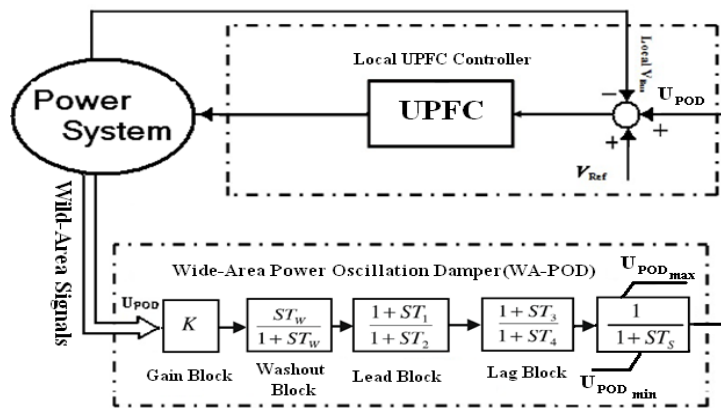 Local UPFC Controller
Local V_Bus
Power
System
UPFC
−
U_POD
+
+
V_Ref
Wild-Area Signals
Wide-Area Power Oscillation Damper(WA-POD)
U_POD
U_POD_max
K
ST_W / 1 + ST_W
1 + ST_1 / 1 + ST_2
1 + ST_3 / 1 + ST_4
1 / 1 + ST_S
Gain Block
Washout
Block
Lead Block
Lag Block
U_POD_min